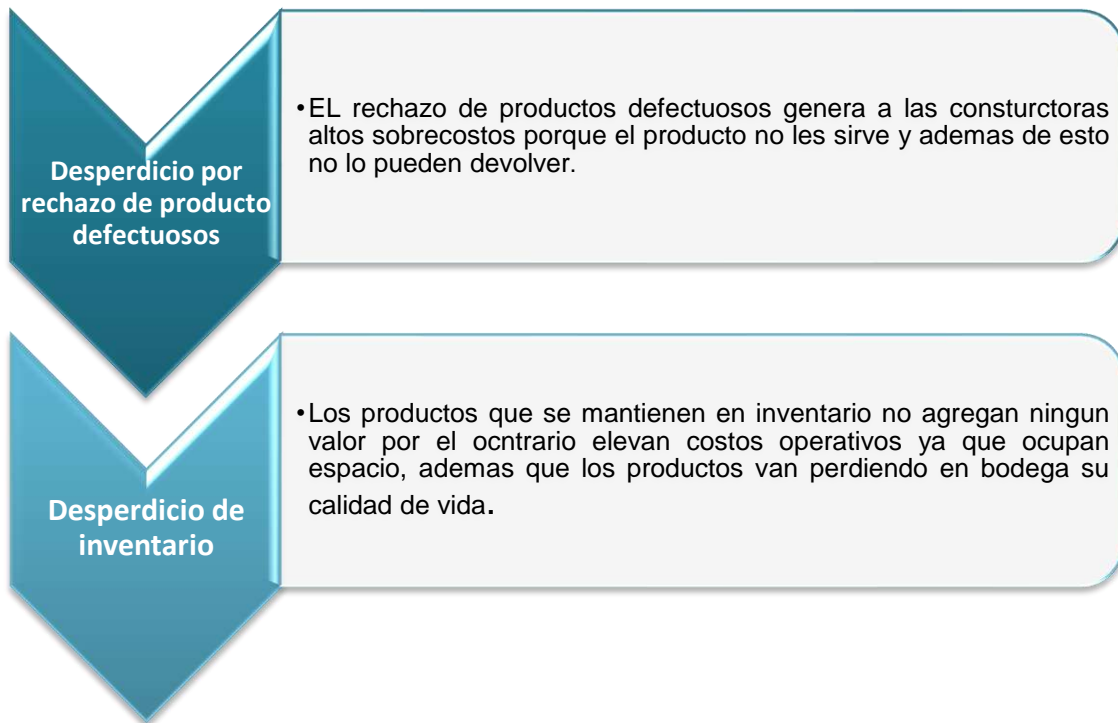 Desperdicio por
rechazo de producto
defectuosos
•EL rechazo de productos defectuosos genera a las consturctoras
altos sobrecostos porque el producto no les sirve y ademas de esto
no lo pueden devolver.
Desperdicio de
inventario
•Los productos que se mantienen en inventario no agregan ningun
valor por el ocntrario elevan costos operativos ya que ocupan
espacio, ademas que los productos van perdiendo en bodega su
calidad de vida.